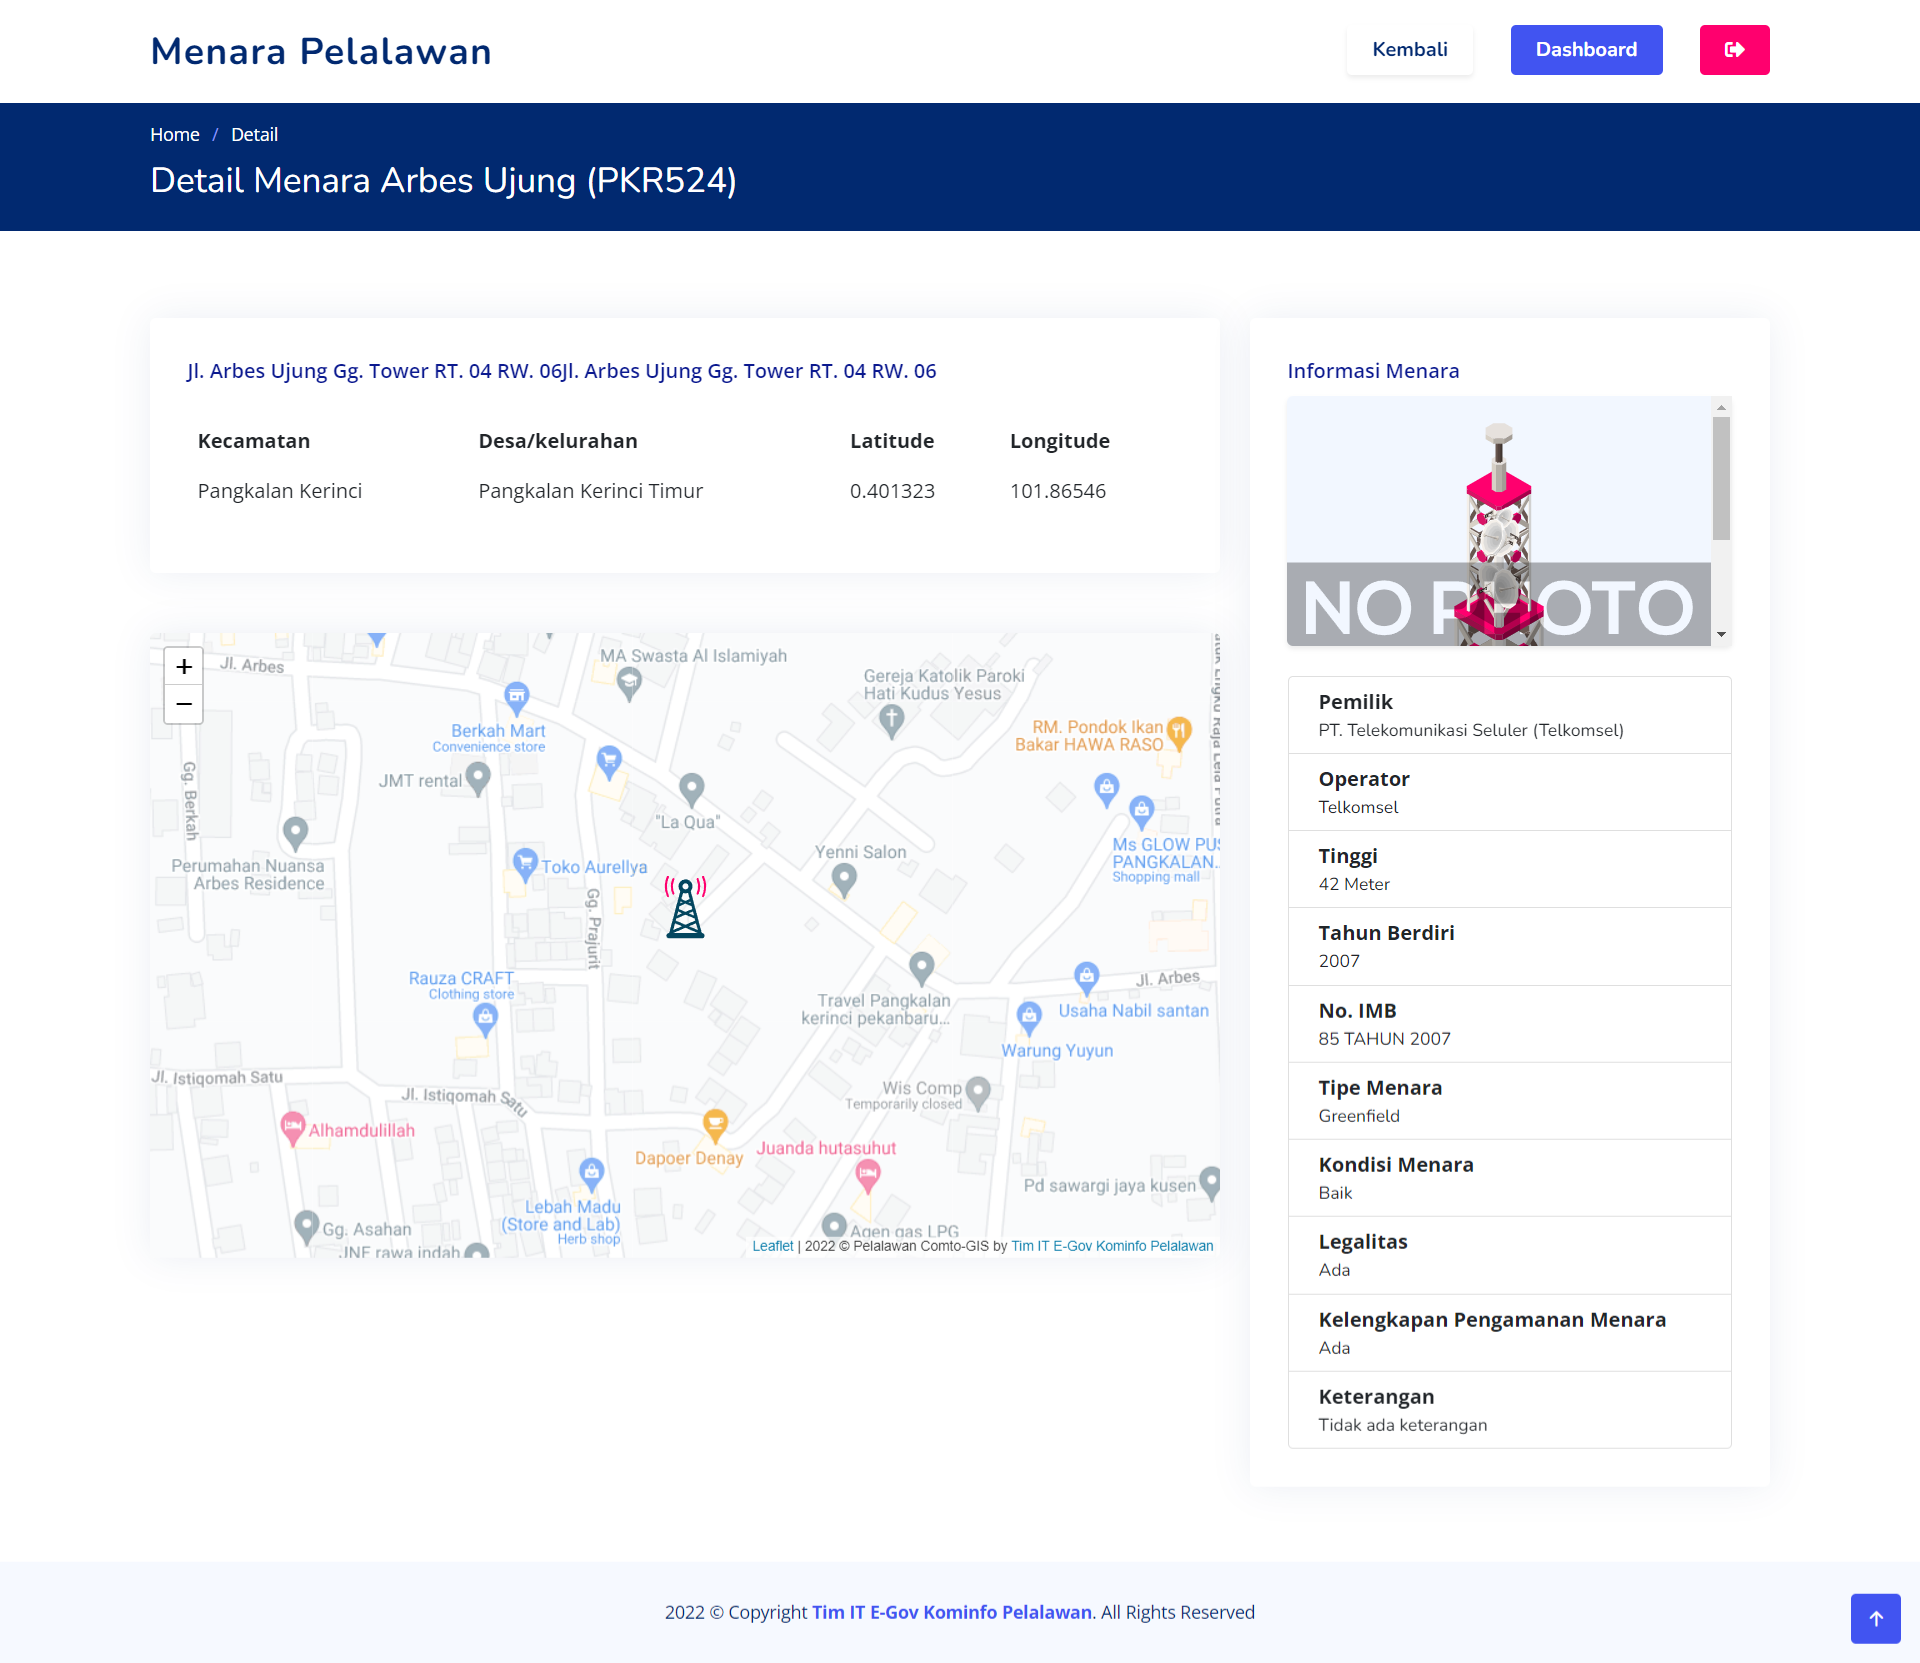 Menara Pelalawan
Kembali
Dashboard
Home / Detail
Detail Menara Arbes Ujung (PKR524)
Jl. Arbes Ujung Gg. Tower RT. 04 RW. 06Jl. Arbes Ujung Gg. Tower RT. 04 RW. 06
Kecamatan Desa/kelurahan Latitude Longitude
Pangkalan Kerinci Pangkalan Kerinci Timur 0.401323 101.86546
+
−
Jl. Arbes
MA Swasta Al Islamiyah
Gereja Katolik Paroki
Hati Kudus Yesus
RM. Pondok Ikan
Bakar HAWA RASO
Berkah Mart
Convenience store
JMT rental
Gg. Berkah
"La Qua"
Perumahan Nuansa
Arbes Residence
Toko Aurellya
Yenni Salon
Ms GLOW PUS
PANGKALAN...
Shopping mall
Gg. Prajurit
Rauza CRAFT
Clothing store
Travel Pangkalan
kerinci pekanbaru...
Jl. Arbes
Usaha Nabil santan
Warung Yuyun
Jl. Istiqomah Satu
Jl. Istiqomah Satu
Wis Comp
Temporarily closed
Alhamdulillah
Dapoer Denay
Juanda hutasuhut
Pd sawargi jaya kusen
Lebah Madu
(Store and Lab)
Herb shop
Gg. Asahan
JNE rawa indah
Agen gas LPG
Leaflet | 2022 © Pelalawan Comto-GIS by Tim IT E-Gov Kominfo Pelalawan
Informasi Menara
NO PHOTO
Pemilik
PT. Telekomunikasi Seluler (Telkomsel)
Operator
Telkomsel
Tinggi
42 Meter
Tahun Berdiri
2007
No. IMB
85 TAHUN 2007
Tipe Menara
Greenfield
Kondisi Menara
Baik
Legalitas
Ada
Kelengkapan Pengamanan Menara
Ada
Keterangan
Tidak ada keterangan
2022 © Copyright Tim IT E-Gov Kominfo Pelalawan. All Rights Reserved